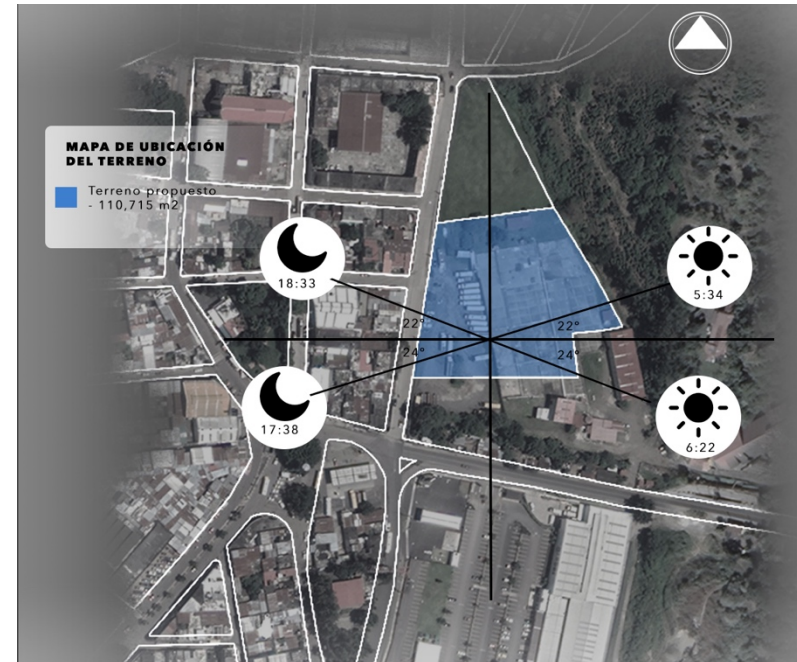 MAPA DE UBICACIÓN
DEL TERRENO
Terreno propuesto
- 110,715 m2
18:33
5:34
22°
22°
24°
24°
17:38
6:22